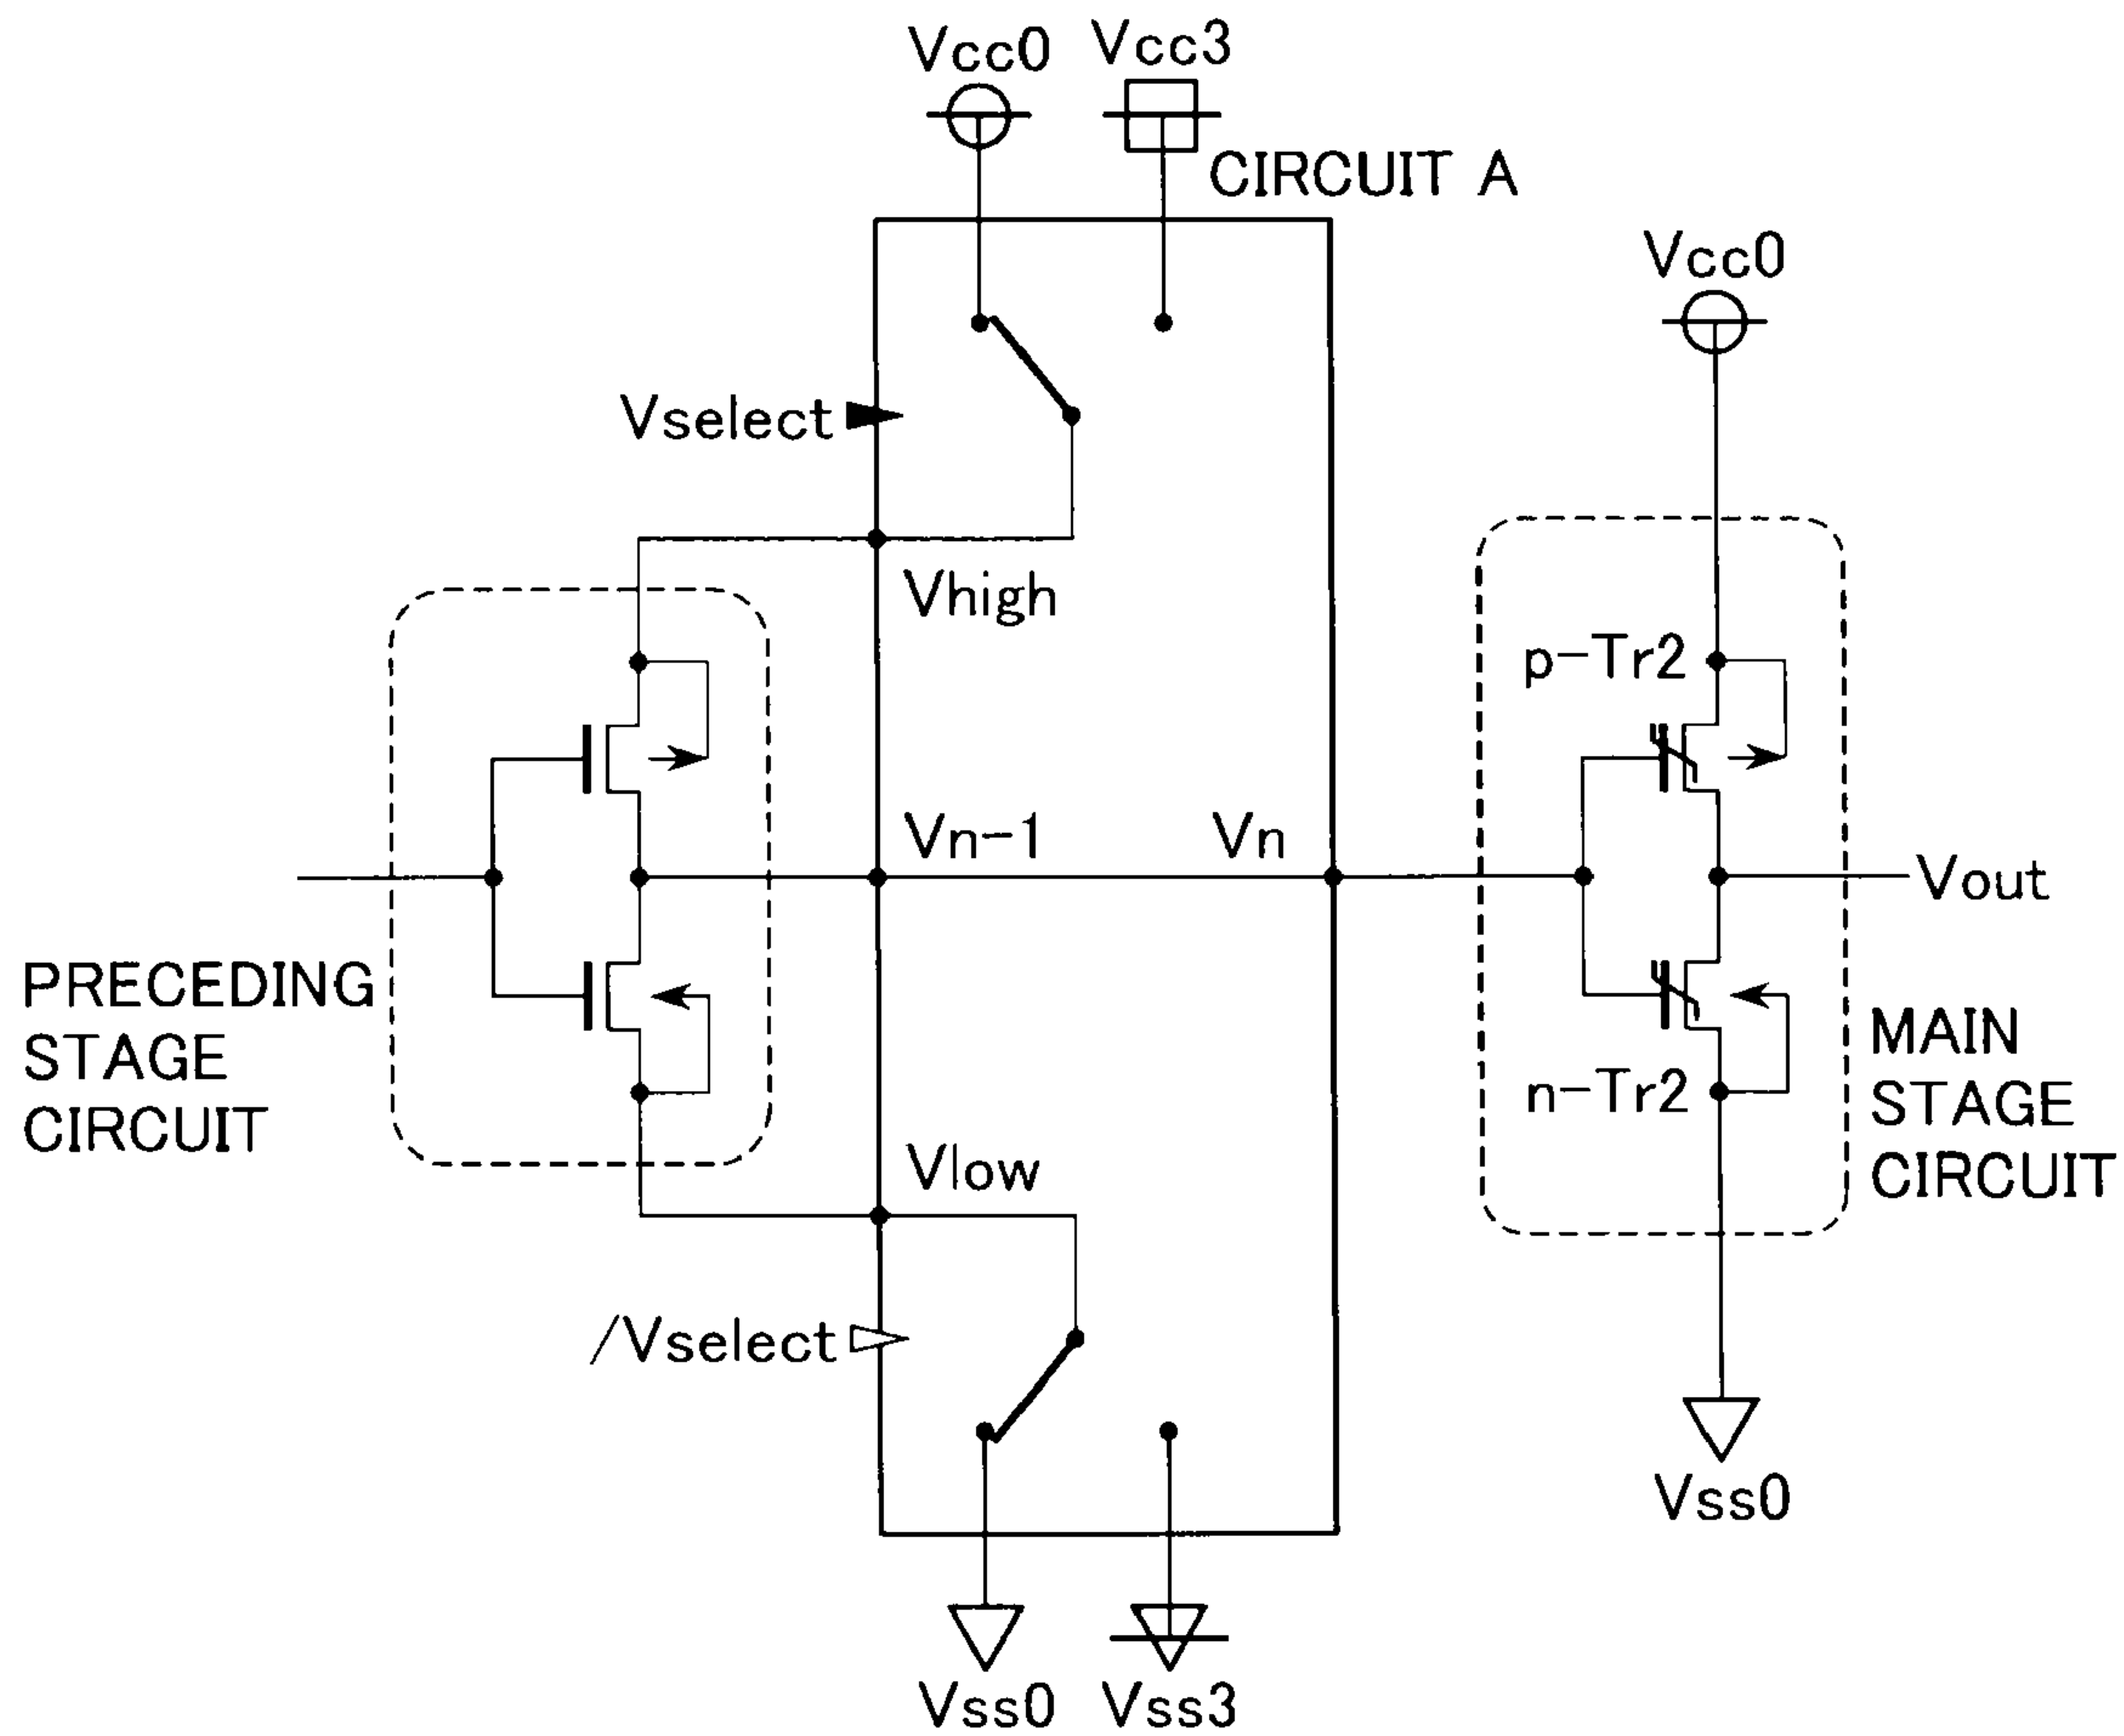 Vcc0
Vcc3
CIRCUIT A
Vcc0
Vselect
Vhigh
p-Tr2
Vn-1
Vn
Vout
PRECEDING
STAGE
CIRCUIT
MAIN
STAGE
CIRCUIT
n-Tr2
Vlow
/Vselect
Vss0
Vss0
Vss3